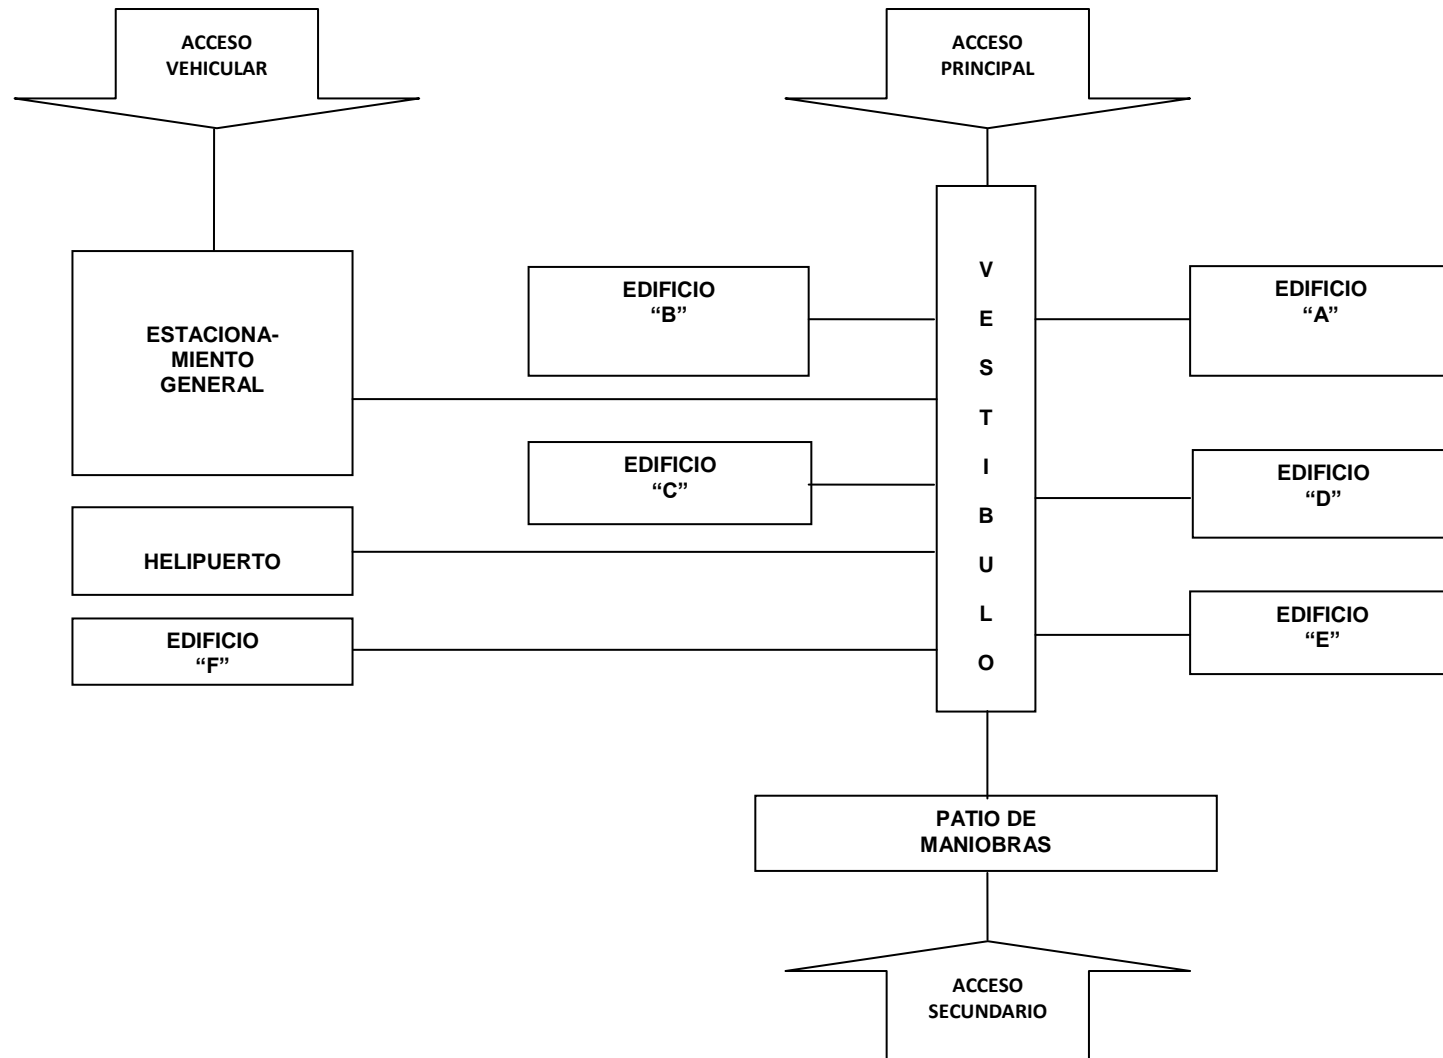 ACCESO
VEHICULAR
ACCESO
PRINCIPAL
ESTACIONA-
MIENTO
GENERAL
EDIFICIO
“B”
V
E
S
T
I
B
U
L
O
EDIFICIO
“A”
EDIFICIO
“C”
EDIFICIO
“D”
HELIPUERTO
EDIFICIO
“F”
EDIFICIO
“E”
PATIO DE
MANIOBRAS
ACCESO
SECUNDARIO